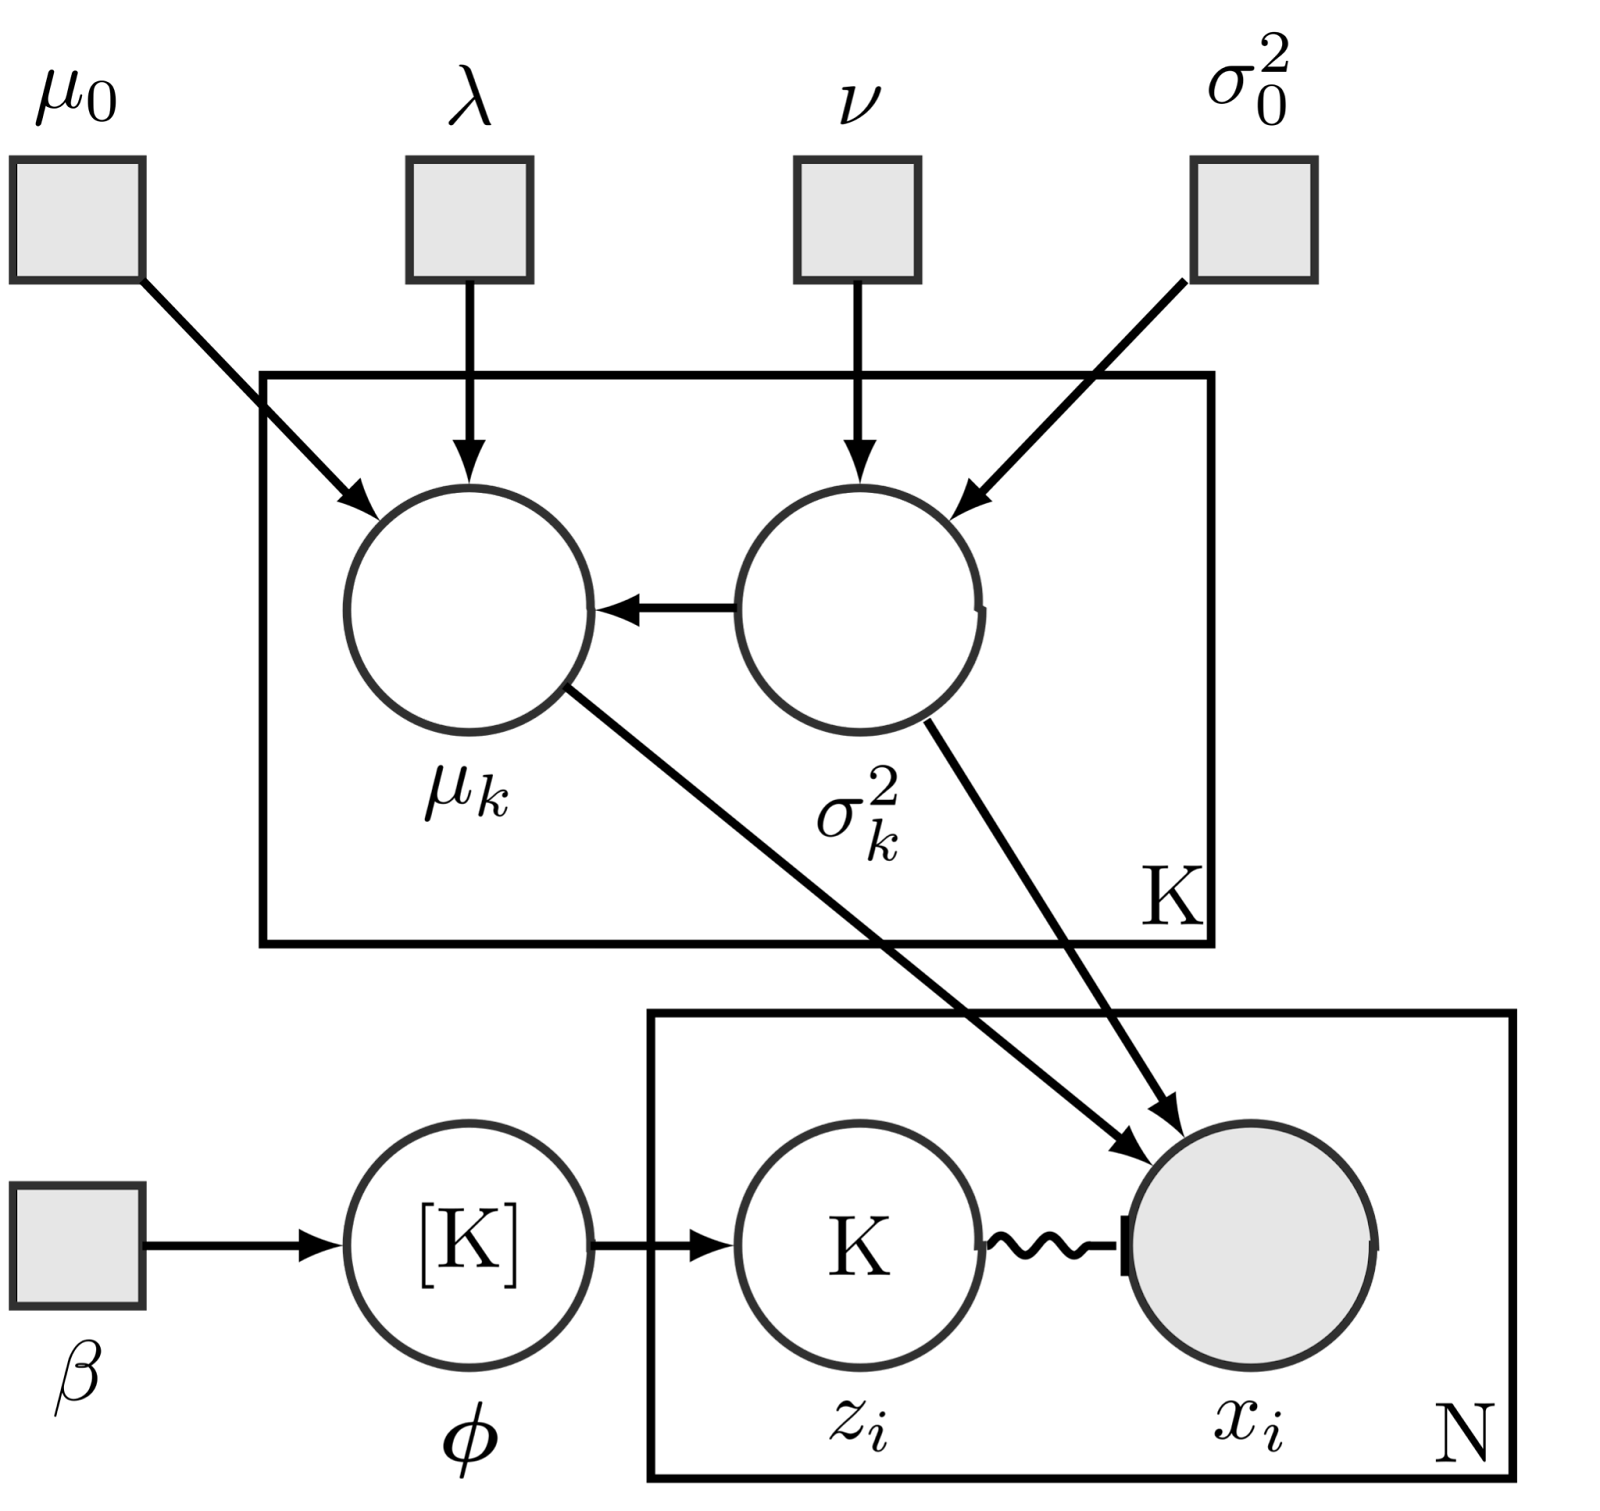 μ₀ λ ν σ₀²
μₖ σₖ²
K
[K] K
β ϕ zᵢ xᵢ N